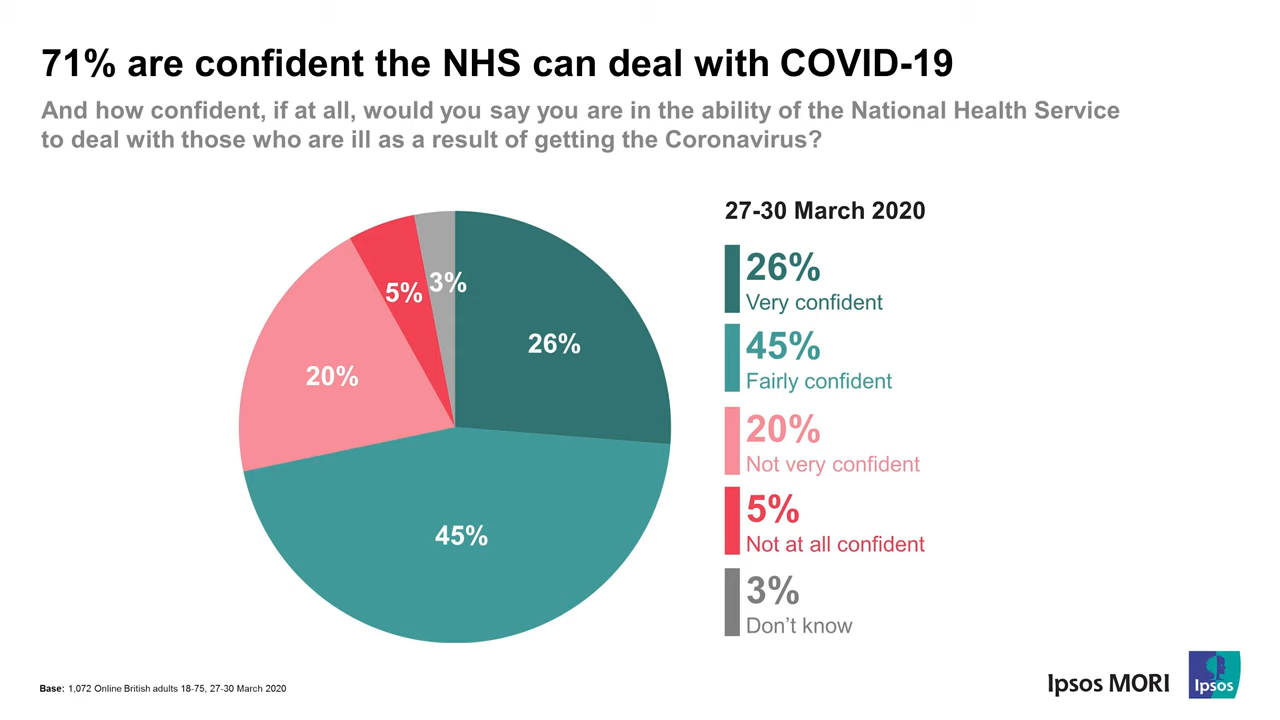 71% are confident the NHS can deal with COVID-19
And how confident, if at all, would you say you are in the ability of the National Health Service
to deal with those who are ill as a result of getting the Coronavirus?
27-30 March 2020
26%
Very confident
45%
Fairly confident
20%
Not very confident
5%
Not at all confident
3%
Don’t know
5%
3%
26%
20%
45%
Base: 1,072 Online British adults 18-75, 27-30 March 2020
Ipsos MORI
Ipsos